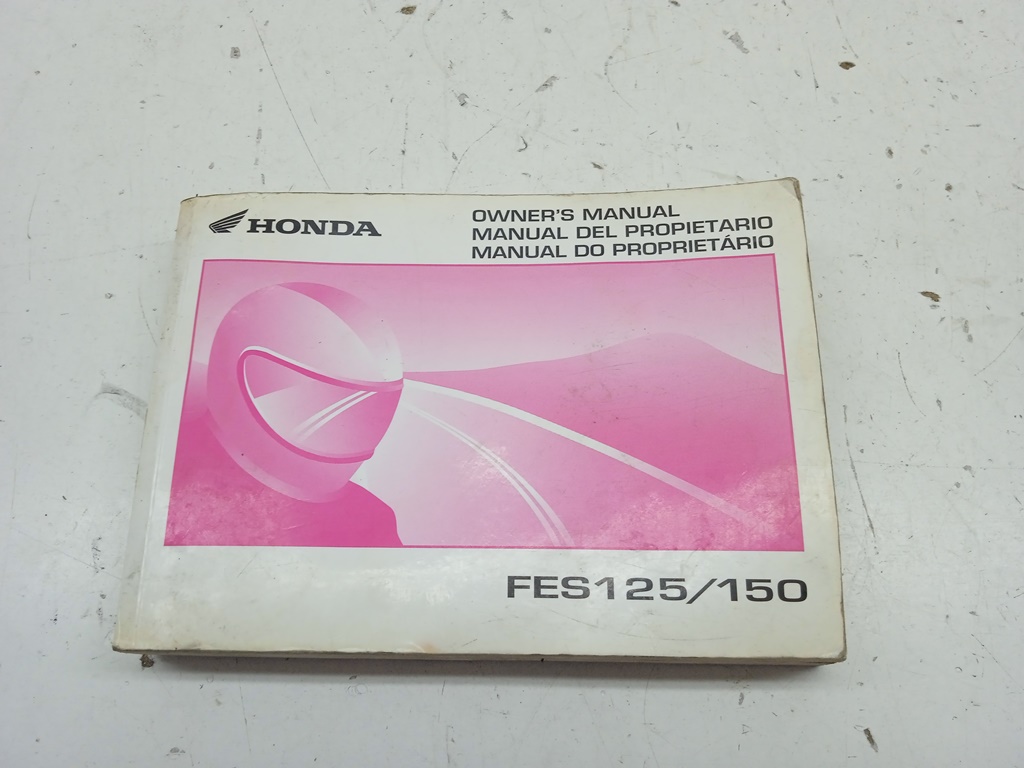 HONDA
OWNER'S MANUAL
MANUAL DEL PROPIETARIO
MANUAL DO PROPRIETÁRIO
FES125/150